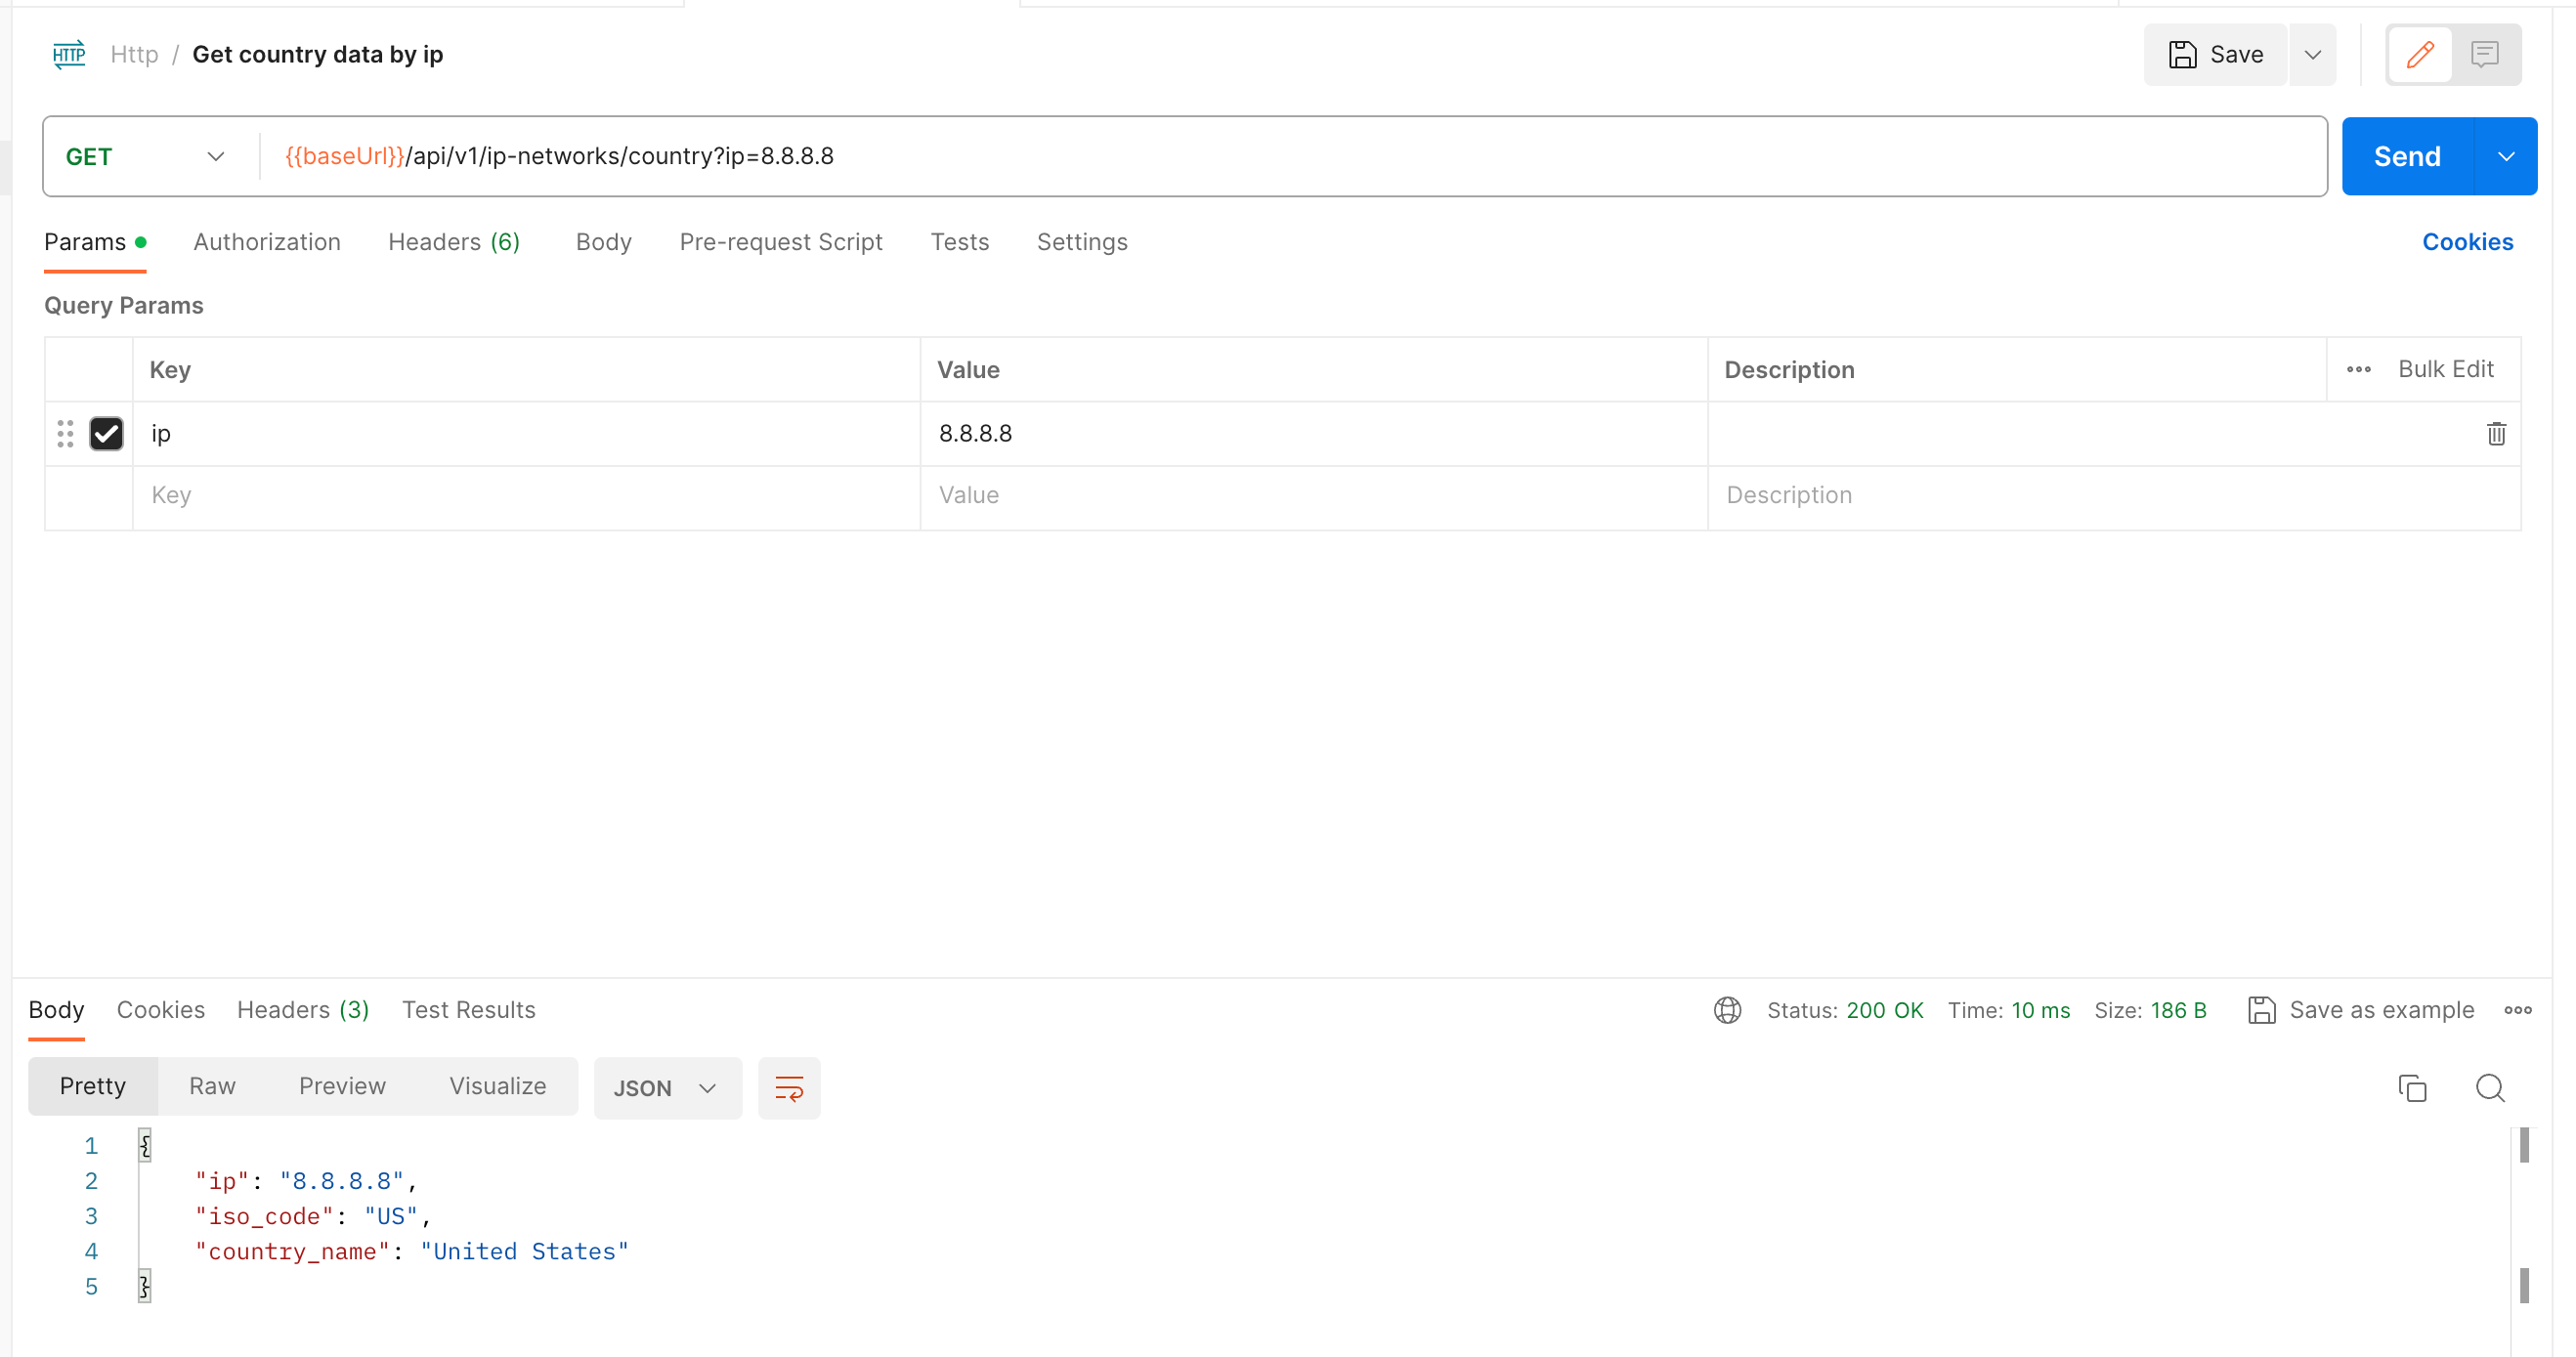 HTTP Http / Get country data by ip Save
GET {{baseUrl}}/api/v1/ip-networks/country?ip=8.8.8.8 Send
Params Authorization Headers (6) Body Pre-request Script Tests Settings Cookies
Query Params
Key Value Description Bulk Edit
ip 8.8.8.8
Key Value Description
Body Cookies Headers (3) Test Results Status: 200 OK Time: 10 ms Size: 186 B Save as example
Pretty Raw Preview Visualize JSON
1 {
2 "ip": "8.8.8.8",
3 "iso_code": "US",
4 "country_name": "United States"
5 }